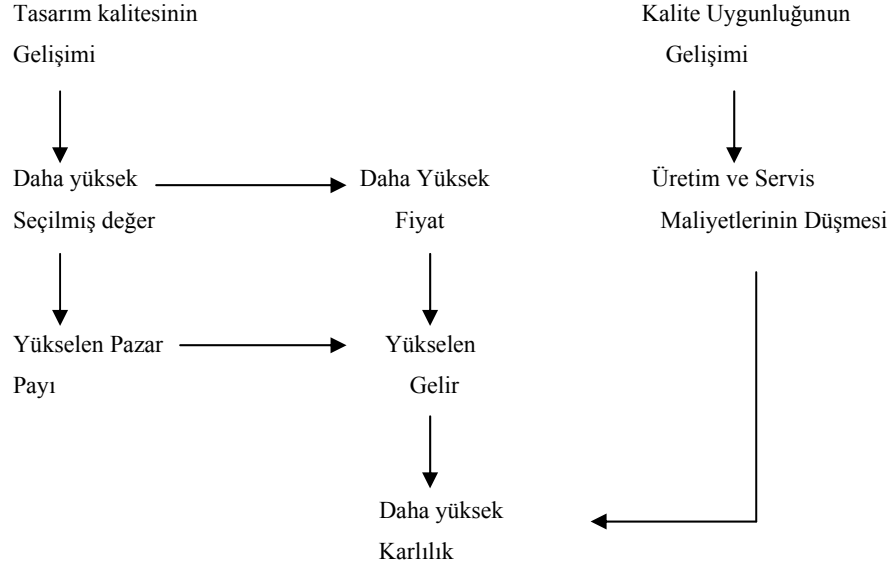 Tasarım kalitesinin
Gelişimi
Kalite Uygunluğunun
Gelişimi
Daha yüksek
Seçilmiş değer
Daha Yüksek
Fiyat
Üretim ve Servis
Maliyetlerinin Düşmesi
Yükselen Pazar
Payı
Yükselen
Gelir
Daha yüksek
Karlılık